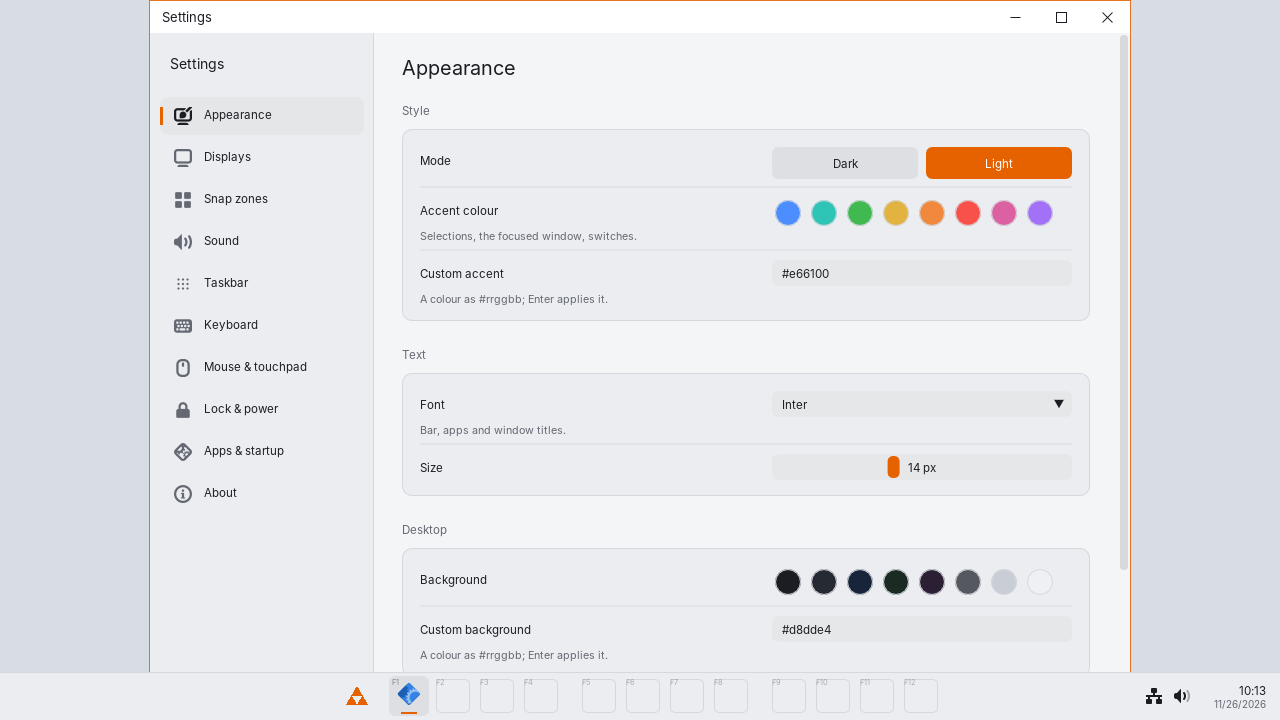 Settings
Settings
Appearance
Displays
Snap zones
Sound
Taskbar
Keyboard
Mouse & touchpad
Lock & power
Apps & startup
About
Appearance
Style
Mode
Dark
Light
Accent colour
Selections, the focused window, switches.
Custom accent
#e66100
A colour as #rrggbb; Enter applies it.
Text
Font
Inter
Bar, apps and window titles.
Size
14 px
Desktop
Background
Custom background
#d8dde4
A colour as #rrggbb; Enter applies it.
F1
F2
F3
F4
F5
F6
F7
F8
F9
F10
F11
F12
10:13
11/26/2026